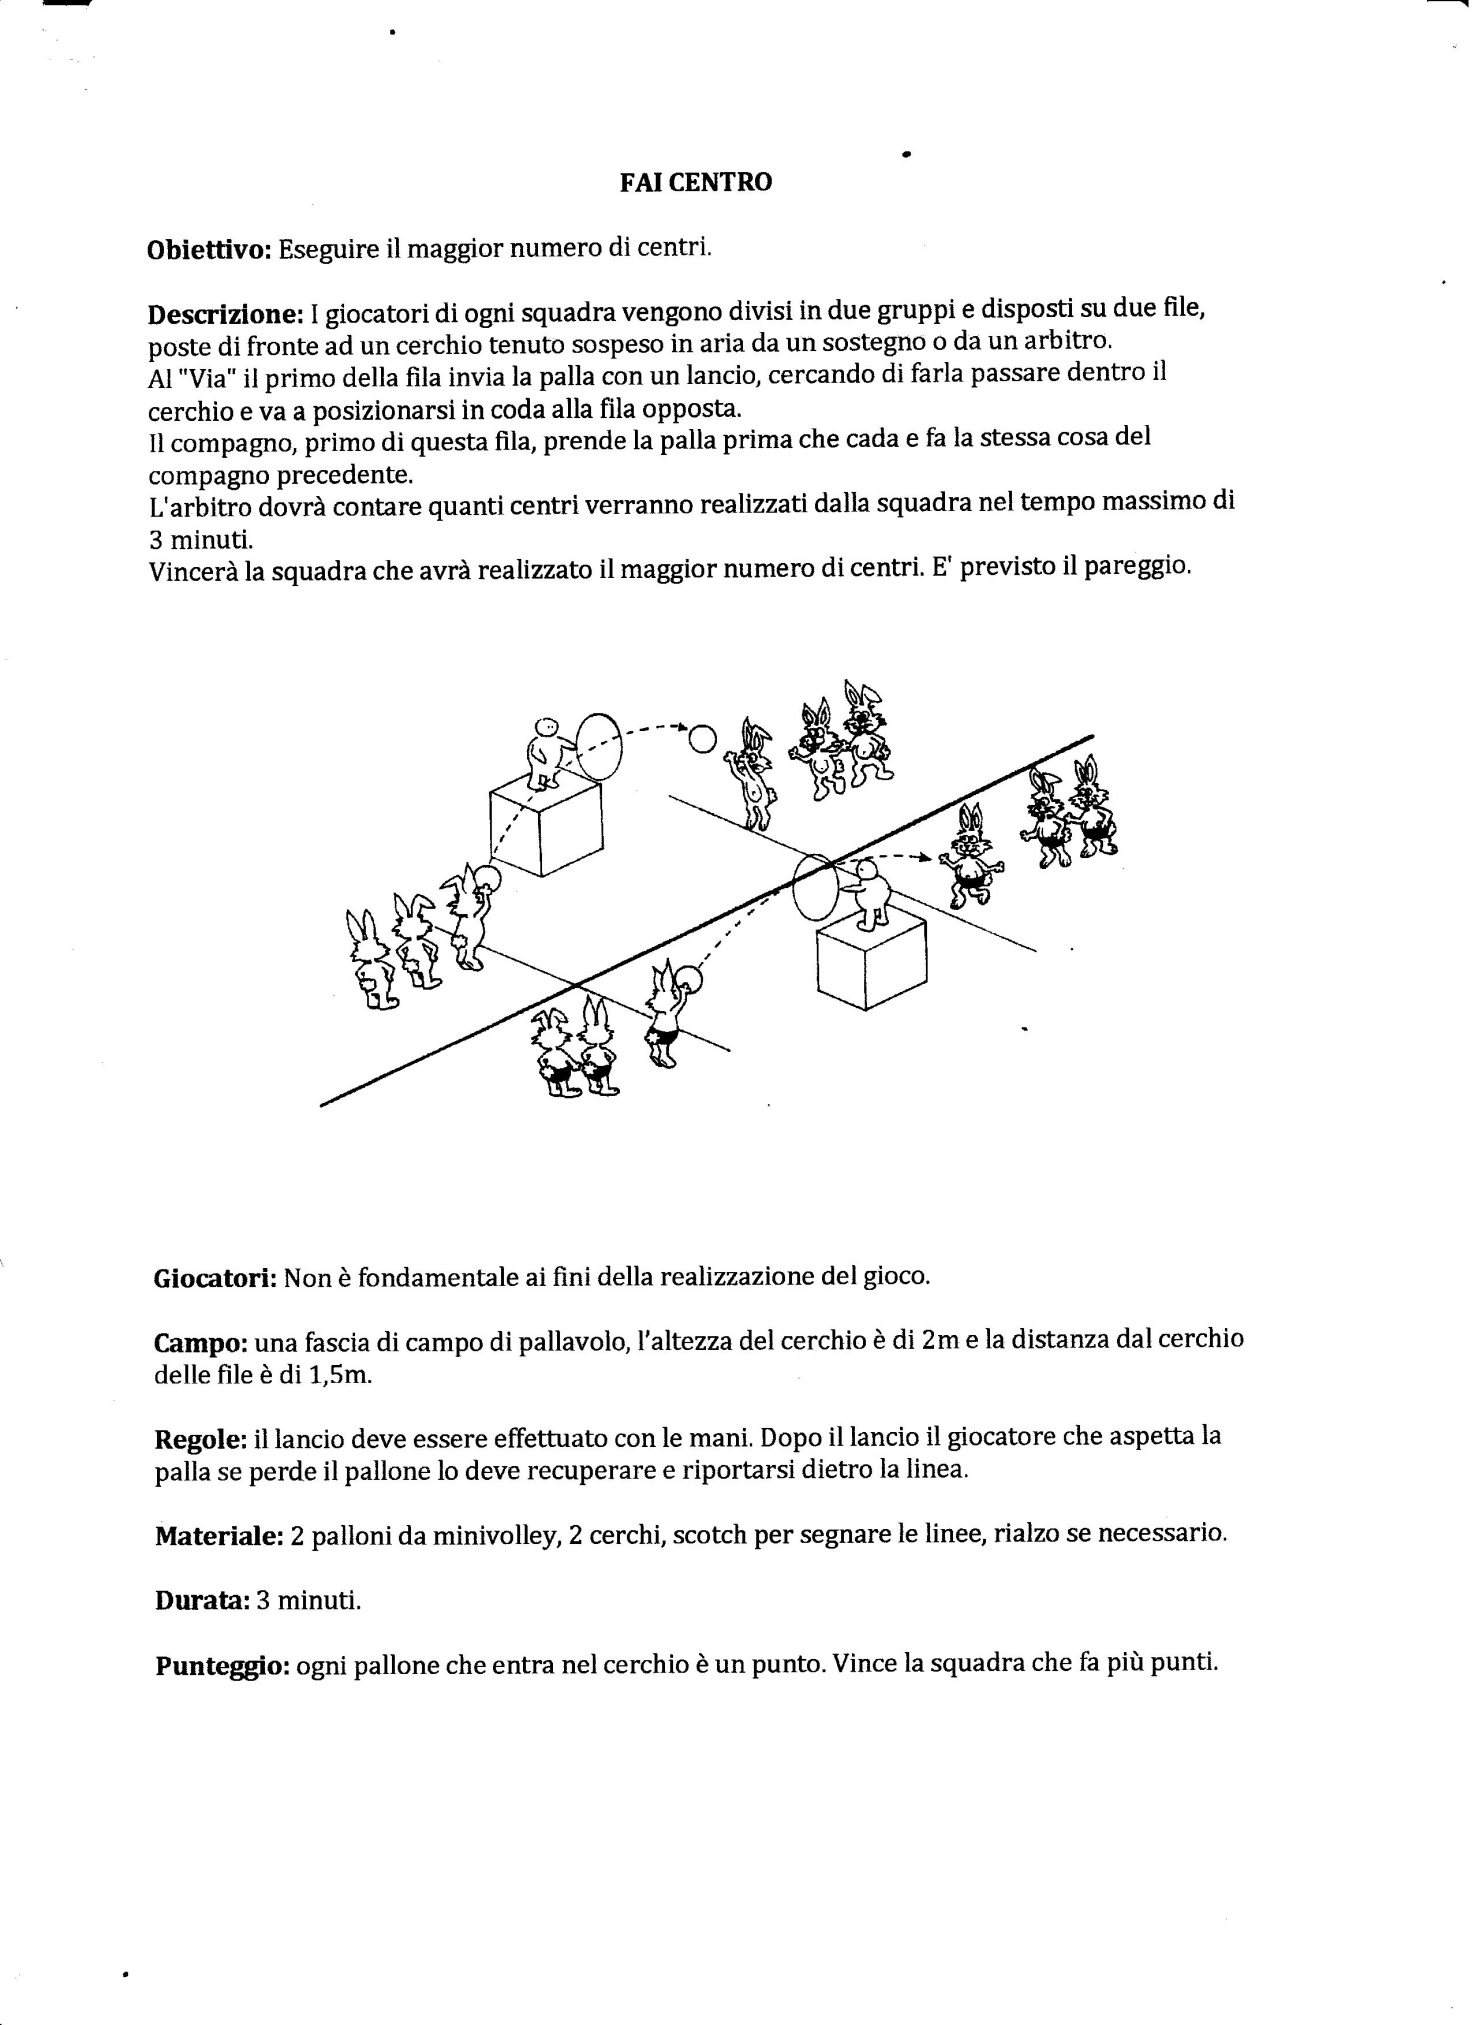 FAI CENTRO
Obiettivo: Eseguire il maggior numero di centri.
Descrizione: I giocatori di ogni squadra vengono divisi in due gruppi e disposti su due file,
poste di fronte ad un cerchio tenuto sospeso in aria da un sostegno o da un arbitro.
Al "Via" il primo della fila invia la palla con un lancio, cercando di farla passare dentro il
cerchio e va a posizionarsi in coda alla fila opposta.
Il compagno, primo di questa fila, prende la palla prima che cada e fa la stessa cosa del
compagno precedente.
L'arbitro dovrà contare quanti centri verranno realizzati dalla squadra nel tempo massimo di
3 minuti.
Vincerà la squadra che avrà realizzato il maggior numero di centri. E' previsto il pareggio.
Giocatori: Non è fondamentale ai fini della realizzazione del gioco.
Campo: una fascia di campo di pallavolo, l'altezza del cerchio è di 2m e la distanza dal cerchio
delle file è di 1,5m.
Regole: il lancio deve essere effettuato con le mani. Dopo il lancio il giocatore che aspetta la
palla se perde il pallone lo deve recuperare e riportarsi dietro la linea.
Materiale: 2 palloni da minivolley, 2 cerchi, scotch per segnare le linee, rialzo se necessario.
Durata: 3 minuti.
Punteggio: ogni pallone che entra nel cerchio è un punto. Vince la squadra che fa più punti.